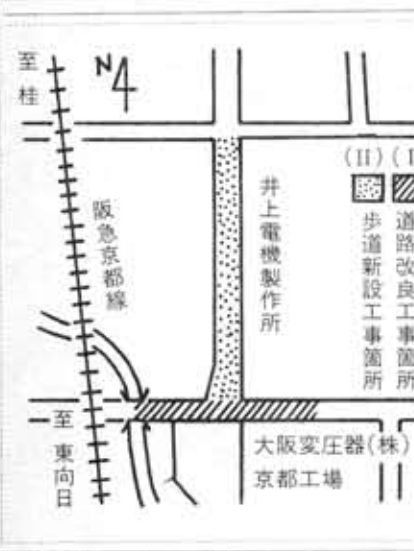 至桂
N
阪急京都線
井上電機製作所
(II)
歩道新設工事箇所
道路改良工事箇所
至東向日
大阪変圧器(株)
京都工場